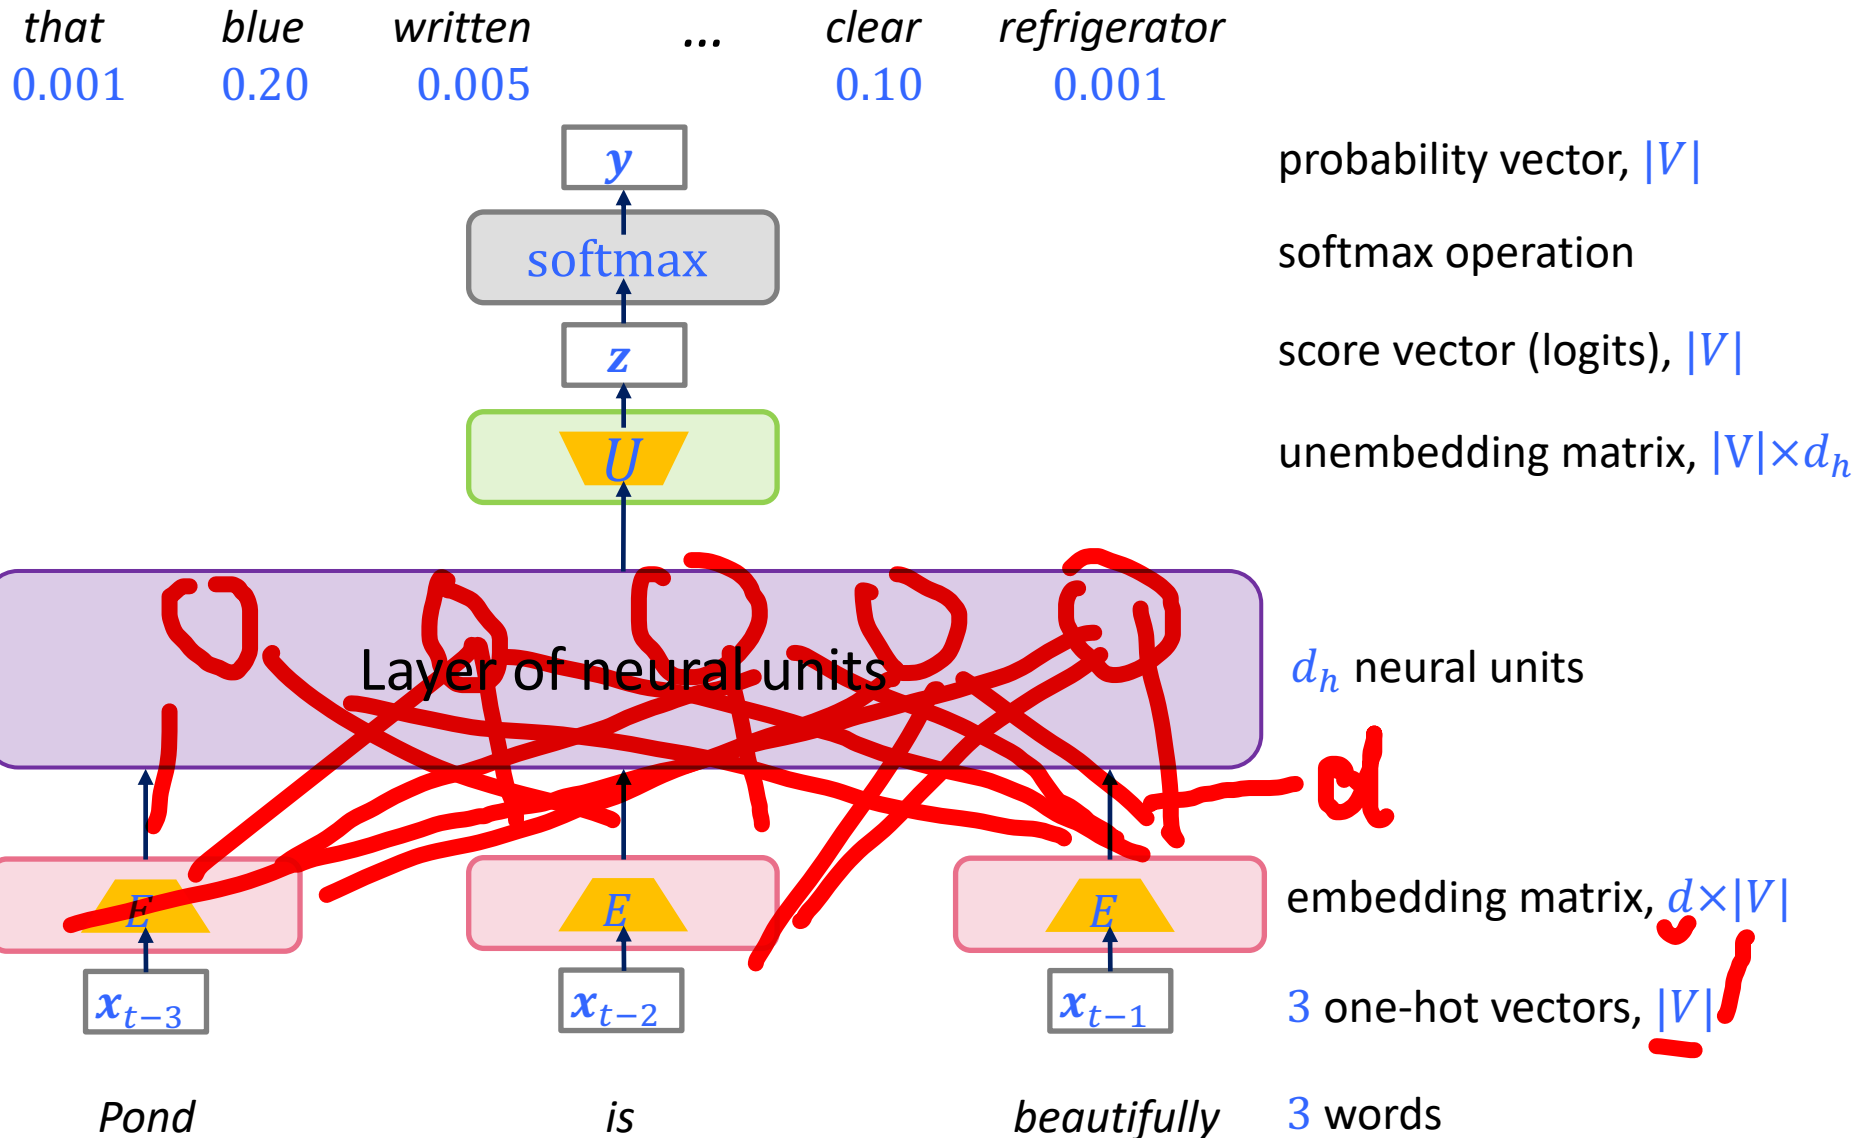 that blue written ... clear refrigerator
0.001 0.20 0.005 0.10 0.001
y probability vector, |V|
softmax softmax operation
z score vector (logits), |V|
U unembedding matrix, |V|×d_h
Layer of neural units d_h neural units
d
E E E embedding matrix, d×|V|
x_{t−3} x_{t−2} x_{t−1} 3 one-hot vectors, |V|
Pond is beautifully 3 words